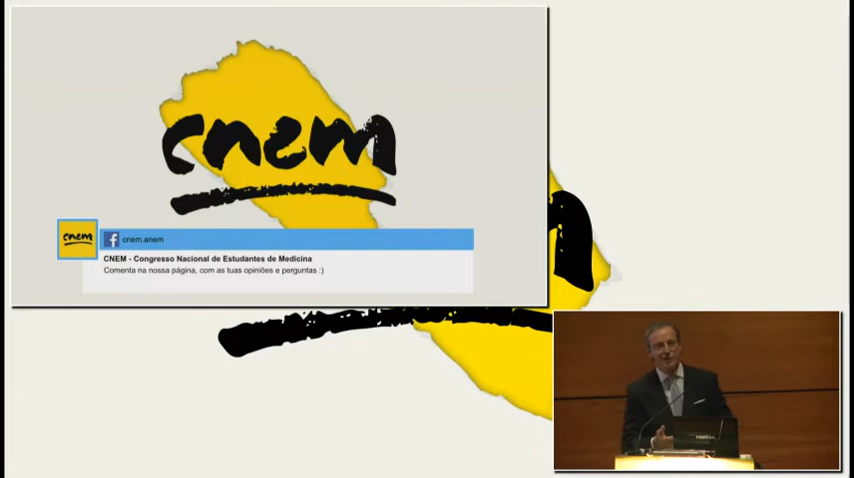 cnem
cnem
cnem.anem
CNEM - Congresso Nacional de Estudantes de Medicina
Comenta na nossa página, com as tuas opiniões e perguntas :)